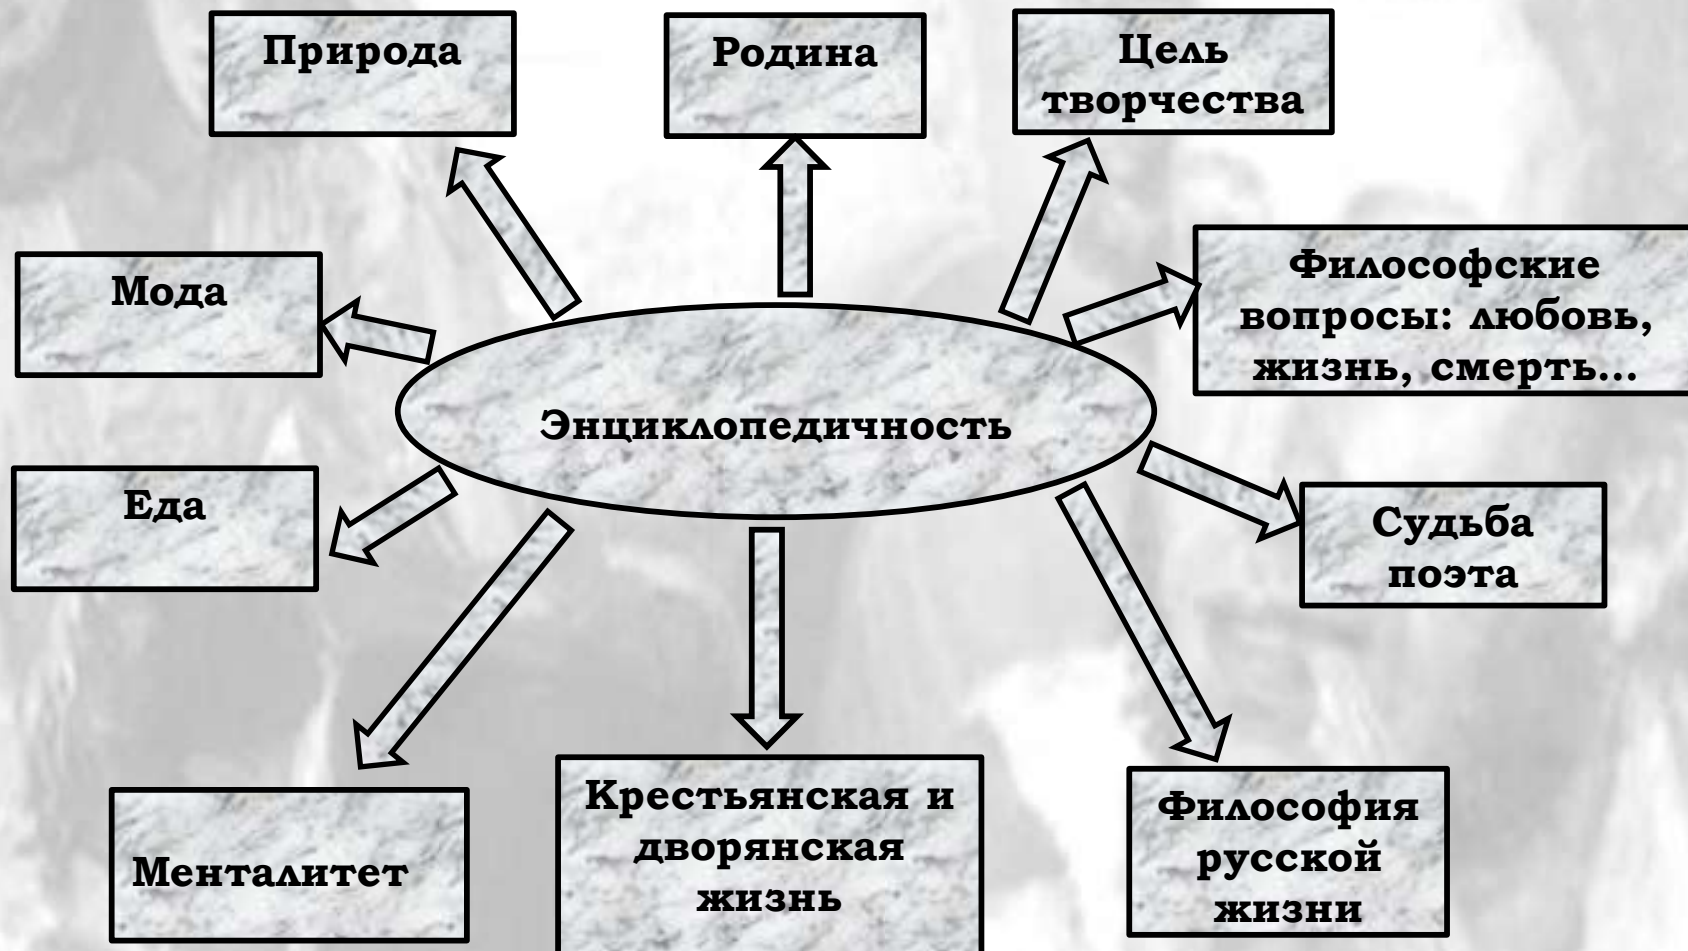 Природа
Родина
Цель
творчества
Мода
Философские
вопросы: любовь,
жизнь, смерть...
Энциклопедичность
Еда
Судьба
поэта
Менталитет
Крестьянская и
дворянская
жизнь
Философия
русской
жизни